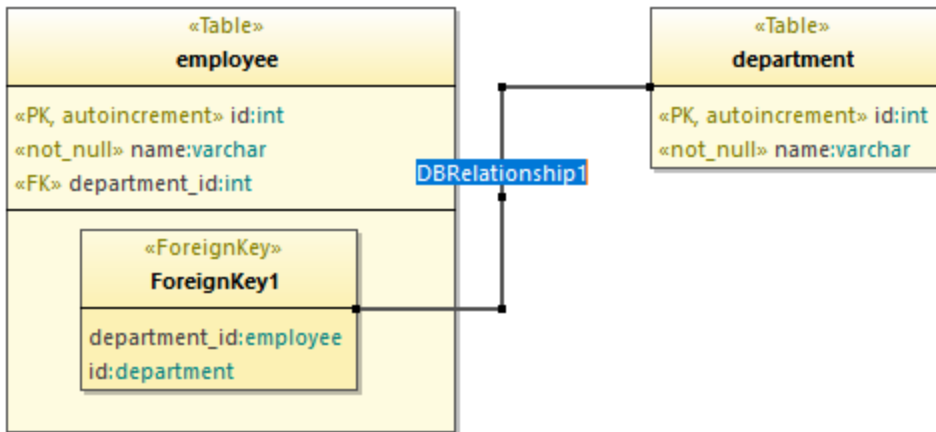 «Table»
employee
«PK, autoincrement» id:int
«not_null» name:varchar
«FK» department_id:int
«ForeignKey»
ForeignKey1
department_id:employee
id:department
DBRelationship1
«Table»
department
«PK, autoincrement» id:int
«not_null» name:varchar